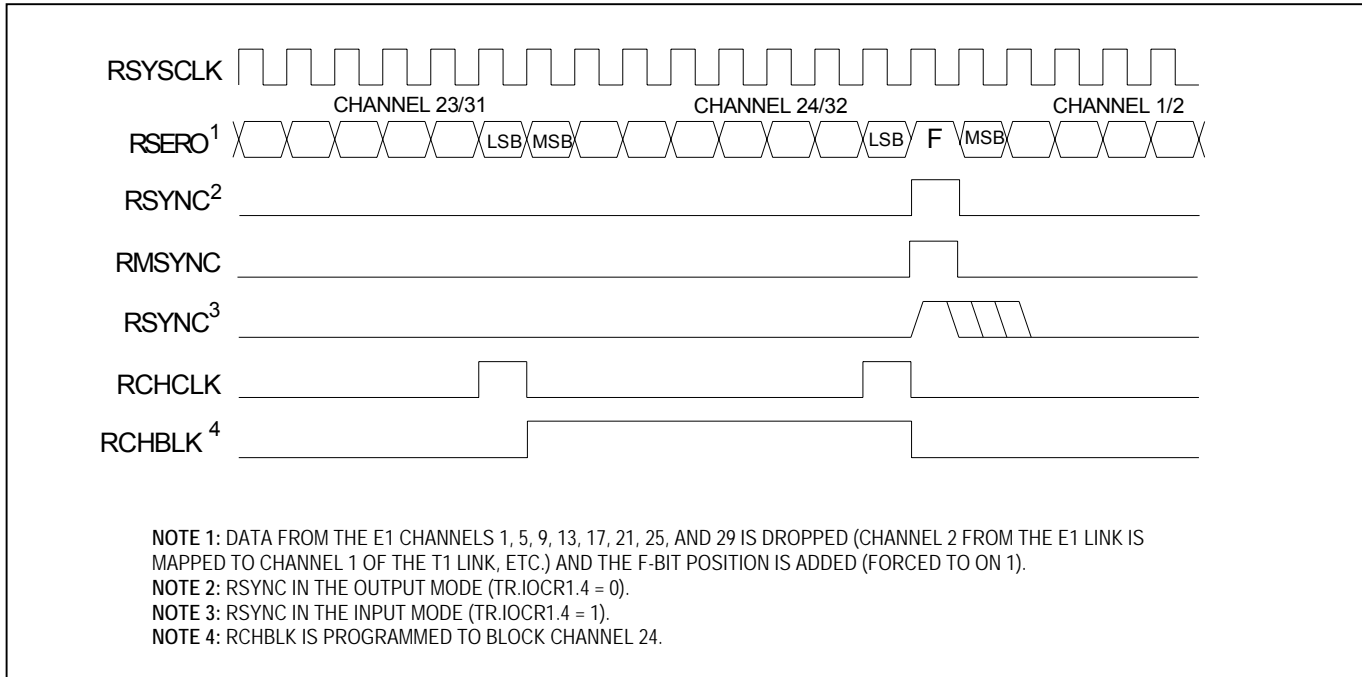 RSYSCLK
CHANNEL 23/31 CHANNEL 24/32 CHANNEL 1/2
RSERO1 LSB MSB LSB F MSB
RSYNC2
RMSYNC
RSYNC3
RCHCLK
RCHBLK 4
NOTE 1: DATA FROM THE E1 CHANNELS 1, 5, 9, 13, 17, 21, 25, AND 29 IS DROPPED (CHANNEL 2 FROM THE E1 LINK IS
MAPPED TO CHANNEL 1 OF THE T1 LINK, ETC.) AND THE F-BIT POSITION IS ADDED (FORCED TO ON 1).
NOTE 2: RSYNC IN THE OUTPUT MODE (TR.IOCR1.4 = 0).
NOTE 3: RSYNC IN THE INPUT MODE (TR.IOCR1.4 = 1).
NOTE 4: RCHBLK IS PROGRAMMED TO BLOCK CHANNEL 24.